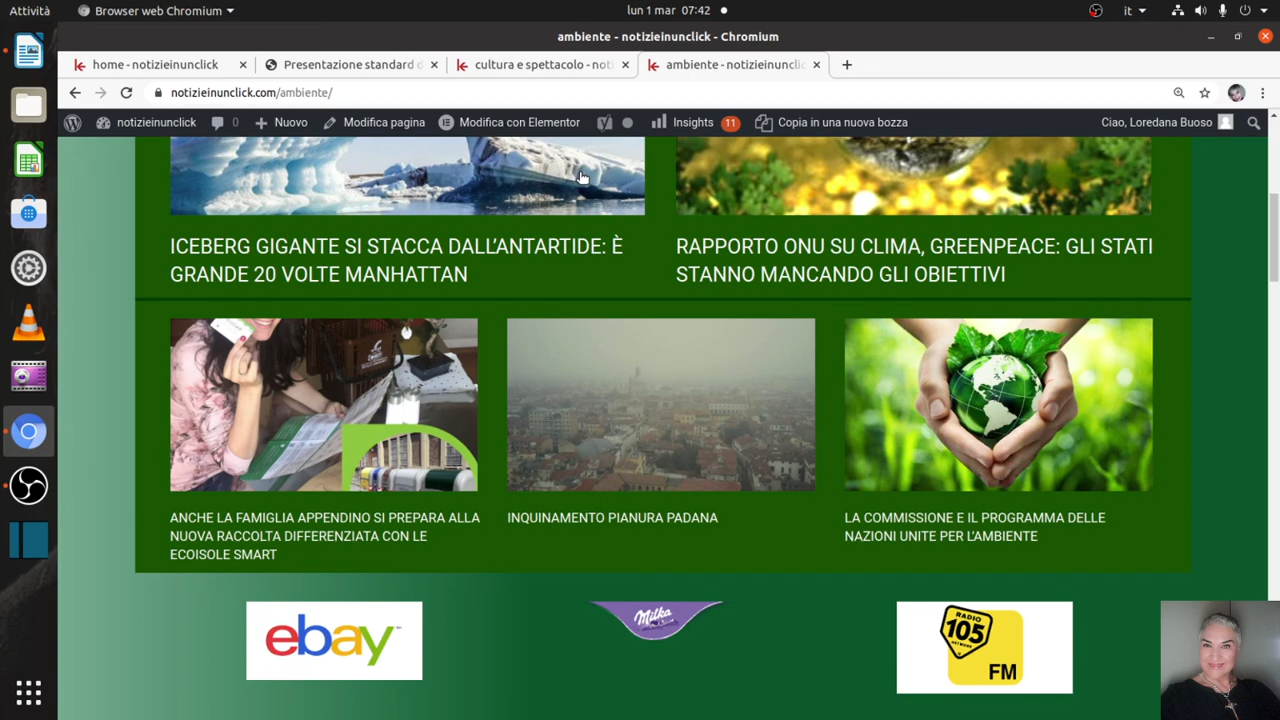 Attività
Browser web Chromium
lun 1 mar 07:42
it
ambiente - notizieinunclick - Chromium
home - notizieinunclick
Presentazione standard d
cultura e spettacolo - noti
ambiente - notizieinunclic
notizieinunclick.com/ambiente/
notizieinunclick
0
Nuovo
Modifica pagina
Modifica con Elementor
Insights
11
Copia in una nuova bozza
Ciao, Loredana Buoso
ICEBERG GIGANTE SI STACCA DALL'ANTARTIDE: È
GRANDE 20 VOLTE MANHATTAN
RAPPORTO ONU SU CLIMA, GREENPEACE: GLI STATI
STANNO MANCANDO GLI OBIETTIVI
ANCHE LA FAMIGLIA APPENDINO SI PREPARA ALLA
NUOVA RACCOLTA DIFFERENZIATA CON LE
ECOISOLE SMART
INQUINAMENTO PIANURA PADANA
LA COMMISSIONE E IL PROGRAMMA DELLE
NAZIONI UNITE PER L'AMBIENTE
ebay
Milka
RADIO
105
NETWORK
FM